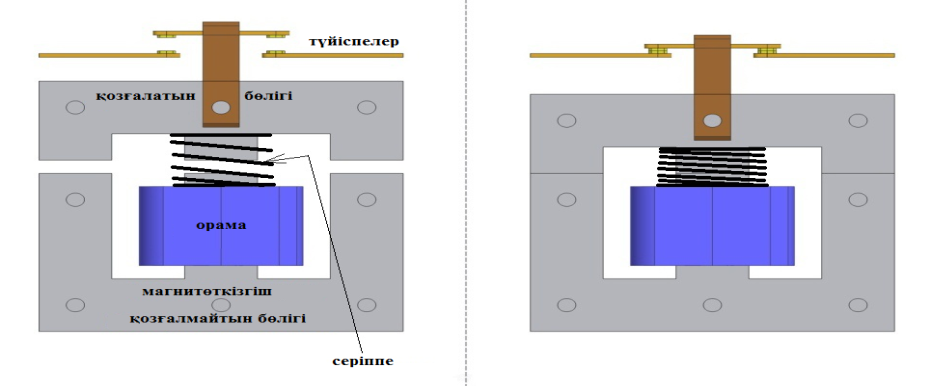 түйіспелер
қозғалатын бөлігі
орама
магнитөткізгіш
қозғалмайтын бөлігі
серіппе